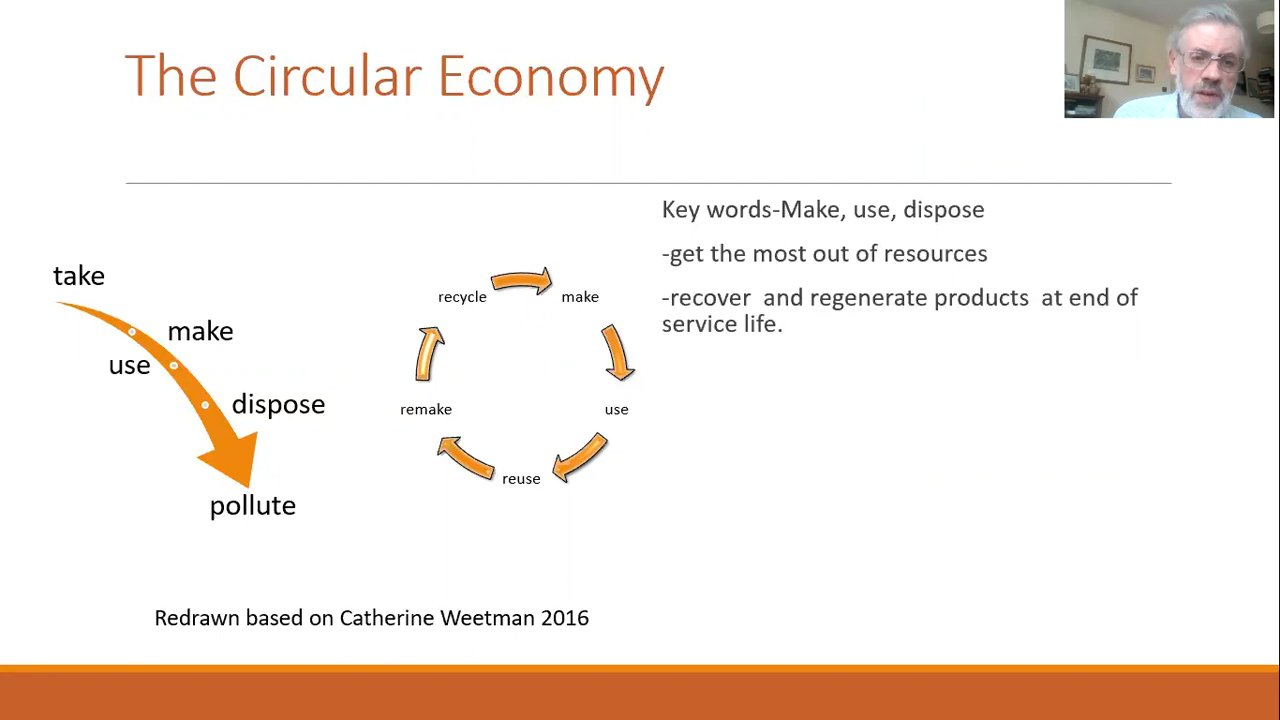 The Circular Economy
Key words-Make, use, dispose
-get the most out of resources
-recover and regenerate products at end of
service life.
take
make
use
dispose
pollute
recycle
make
use
reuse
remake
Redrawn based on Catherine Weetman 2016